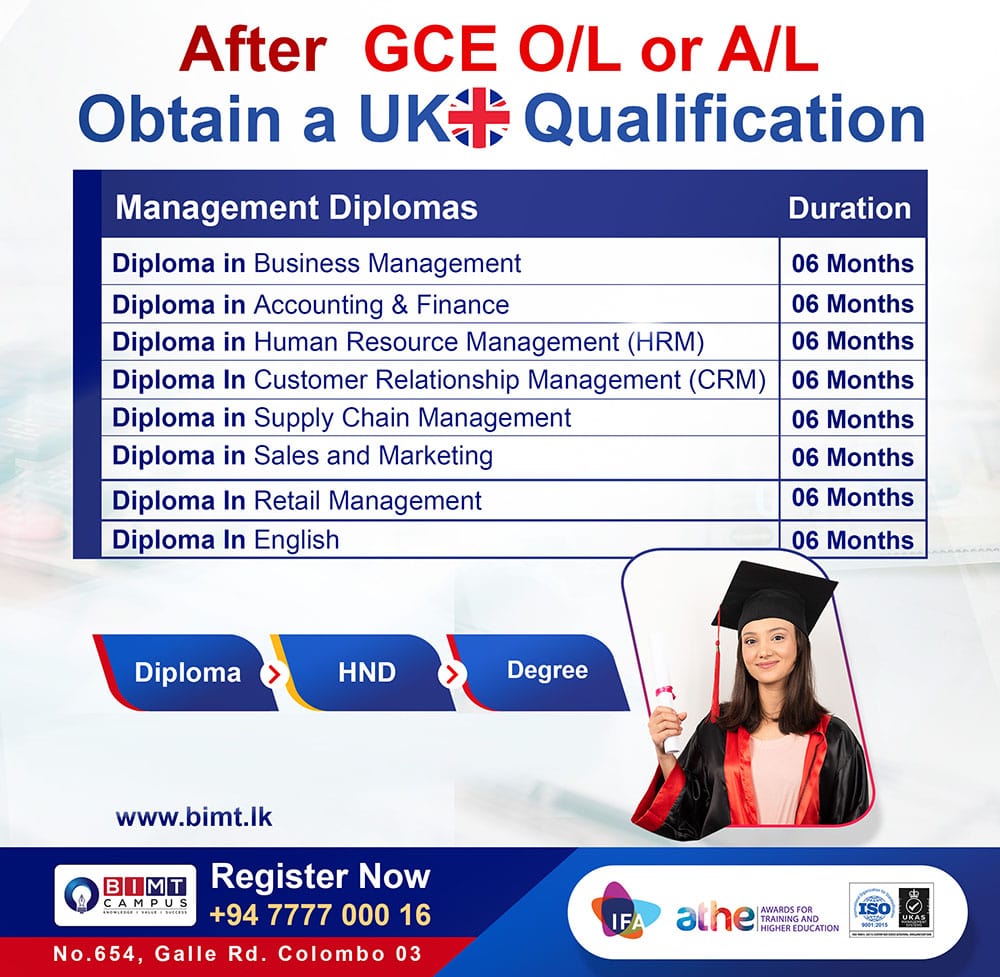 After GCE O/L or A/L
Obtain a UK Qualification
Management Diplomas Duration
Diploma in Business Management 06 Months
Diploma in Accounting & Finance 06 Months
Diploma in Human Resource Management (HRM) 06 Months
Diploma In Customer Relationship Management (CRM) 06 Months
Diploma in Supply Chain Management 06 Months
Diploma in Sales and Marketing 06 Months
Diploma In Retail Management 06 Months
Diploma In English 06 Months
Diploma HND Degree
www.bimt.lk
BIMT
CAMPUS
KNOWLEDGE | VALUE | SUCCESS
Register Now
+94 7777 000 16
No.654, Galle Rd. Colombo 03
IFA
athe
AWARDS FOR
TRAINING AND
HIGHER EDUCATION
ISO
9001:2015
UKAS
MANAGEMENT
SYSTEMS